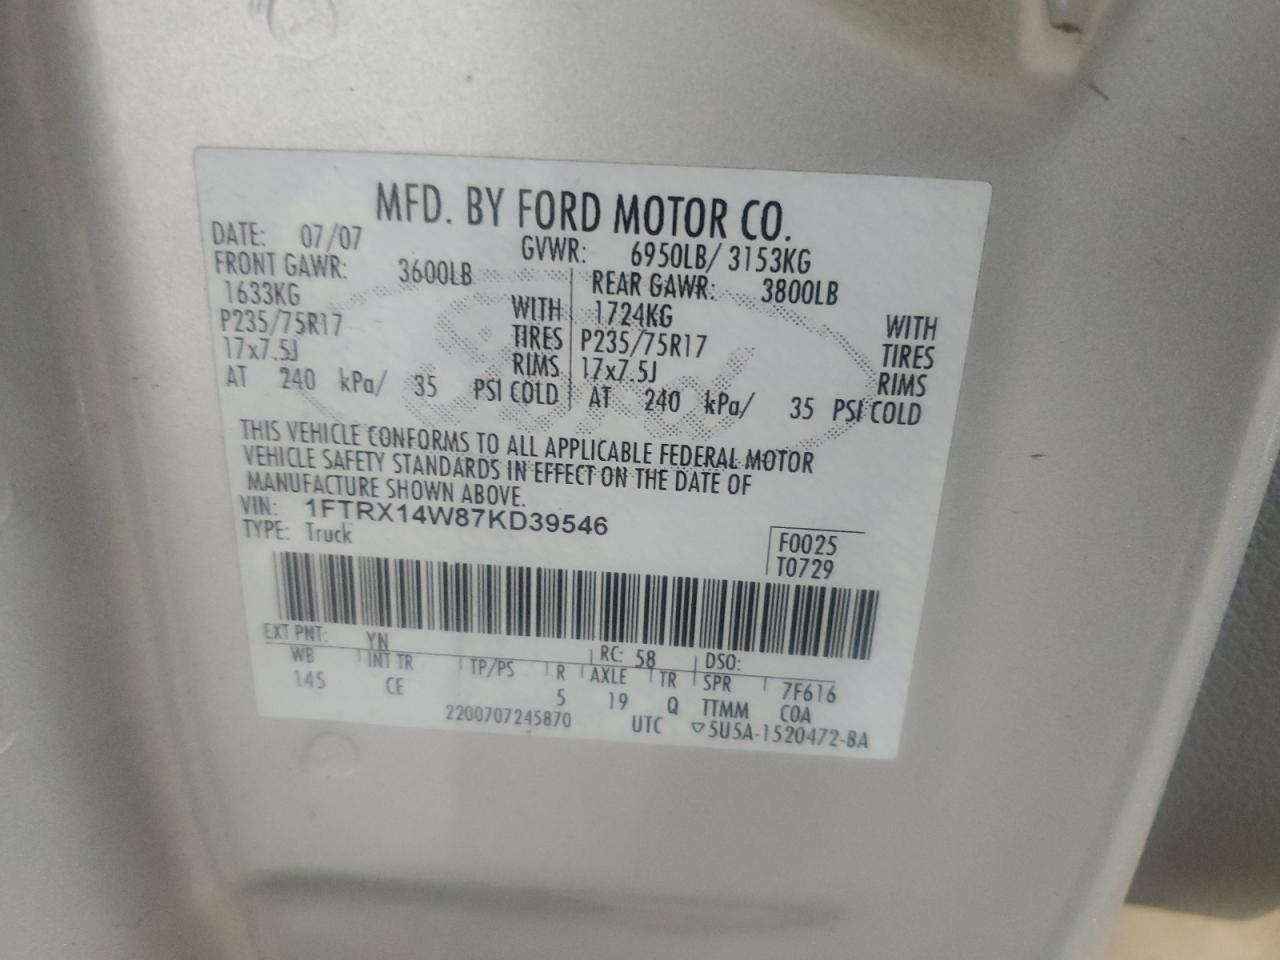 MFD. BY FORD MOTOR CO.
DATE: 07/07 GVWR: 6950LB/ 3153KG
FRONT GAWR: 3600LB REAR GAWR: 3800LB
1633KG WITH 1724KG WITH
P235/75R17 TIRES P235/75R17 TIRES
17x7.5J RIMS 17x7.5J RIMS
AT 240 kPa/ 35 PSI COLD AT 240 kPa/ 35 PSI COLD
THIS VEHICLE CONFORMS TO ALL APPLICABLE FEDERAL MOTOR
VEHICLE SAFETY STANDARDS IN EFFECT ON THE DATE OF
MANUFACTURE SHOWN ABOVE.
VIN: 1FTRX14W87KD39546
TYPE: Truck
F0025
T0729
EXT PNT: YN RC: 58 DSO:
WB INT TR TP/PS R AXLE TR SPR 7F616
145 CE 5 19 Q TTMM COA
2200707245870 UTC ▽5U5A-1520472-BA